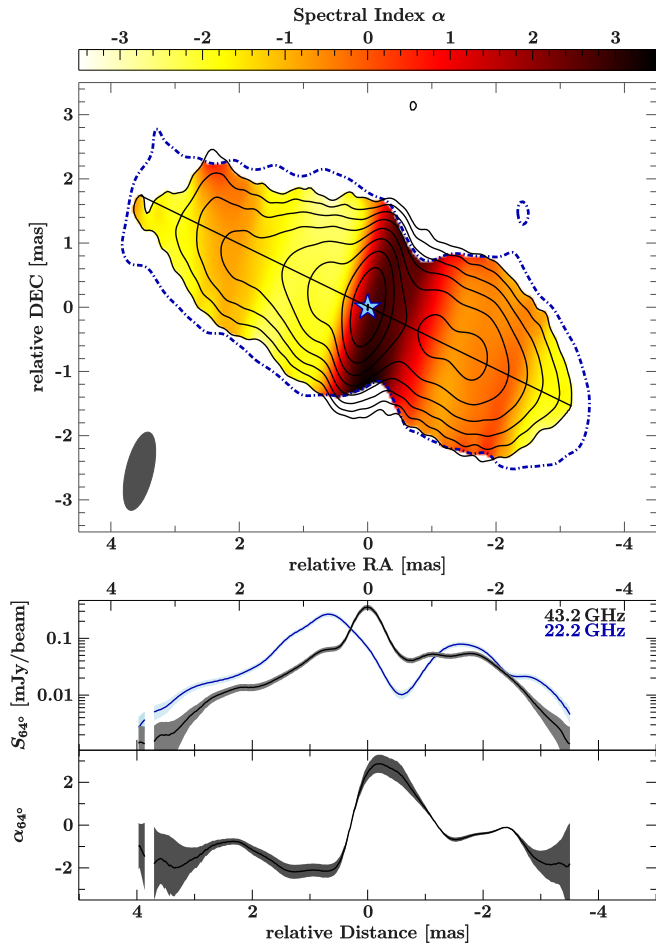 Spectral Index α
-3 -2 -1 0 1 2 3
3
2
1
0
-1
-2
-3
relative DEC [mas]
4 2 0 -2 -4
relative RA [mas]
4 2 0 -2 -4
43.2 GHz
22.2 GHz
0.1
0.01
S64° [mJy/beam]
2
0
-2
α64°
4 2 0 -2 -4
relative Distance [mas]